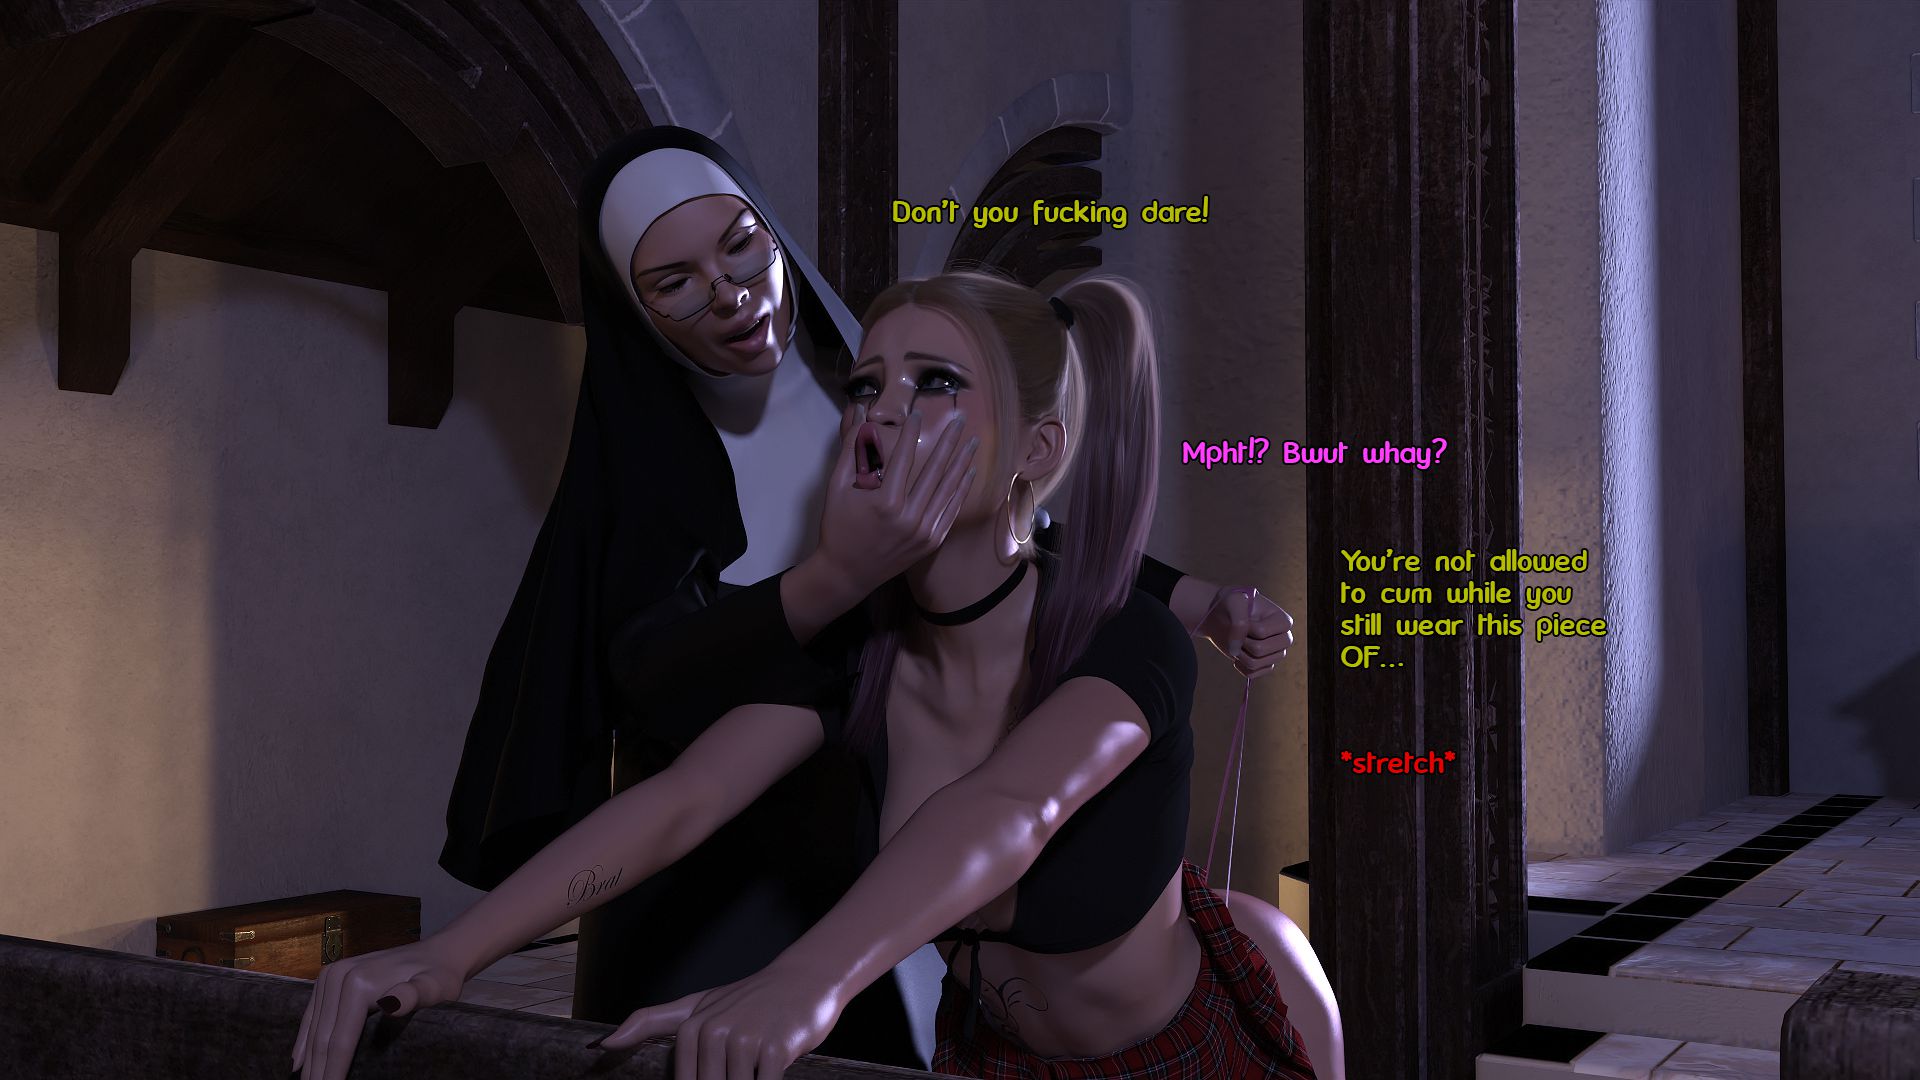 Don't you fucking dare!
Mpht!? Bwut whay?
You're not allowed
to cum while you
still wear this piece
OF...
*stretch*
Brat